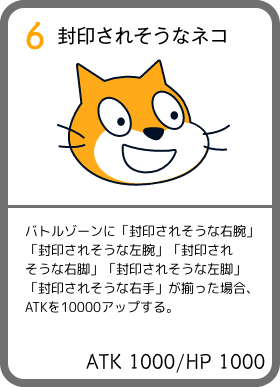 6 封印されそうなネコ
バトルゾーンに「封印されそうな右腕」
「封印されそうな左腕」「封印され
そうな右脚」「封印されそうな左脚」
「封印されそうな右手」が揃った場合、
ATKを10000アップする。
ATK 1000/HP 1000